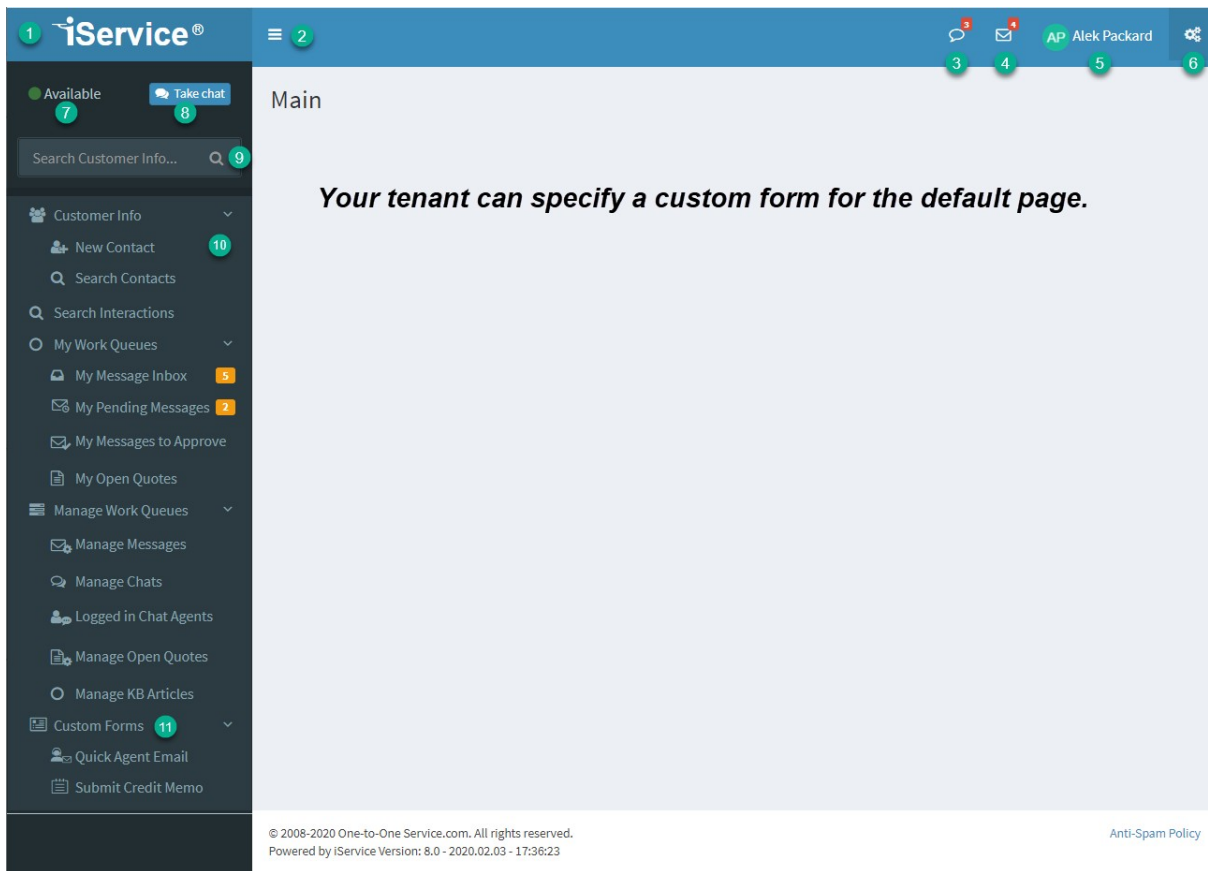 1 iService®
2
3
4
AP Alek Packard
3 4 5 6
Available Take chat
7 8
Search Customer Info... 9
Main
Your tenant can specify a custom form for the default page.
Customer Info
New Contact 10
Search Contacts
Search Interactions
My Work Queues
My Message Inbox 5
My Pending Messages 2
My Messages to Approve
My Open Quotes
Manage Work Queues
Manage Messages
Manage Chats
Logged in Chat Agents
Manage Open Quotes
Manage KB Articles
Custom Forms 11
Quick Agent Email
Submit Credit Memo
© 2008-2020 One-to-One Service.com. All rights reserved. Anti-Spam Policy
Powered by iService Version: 8.0 - 2020.02.03 - 17:36:23